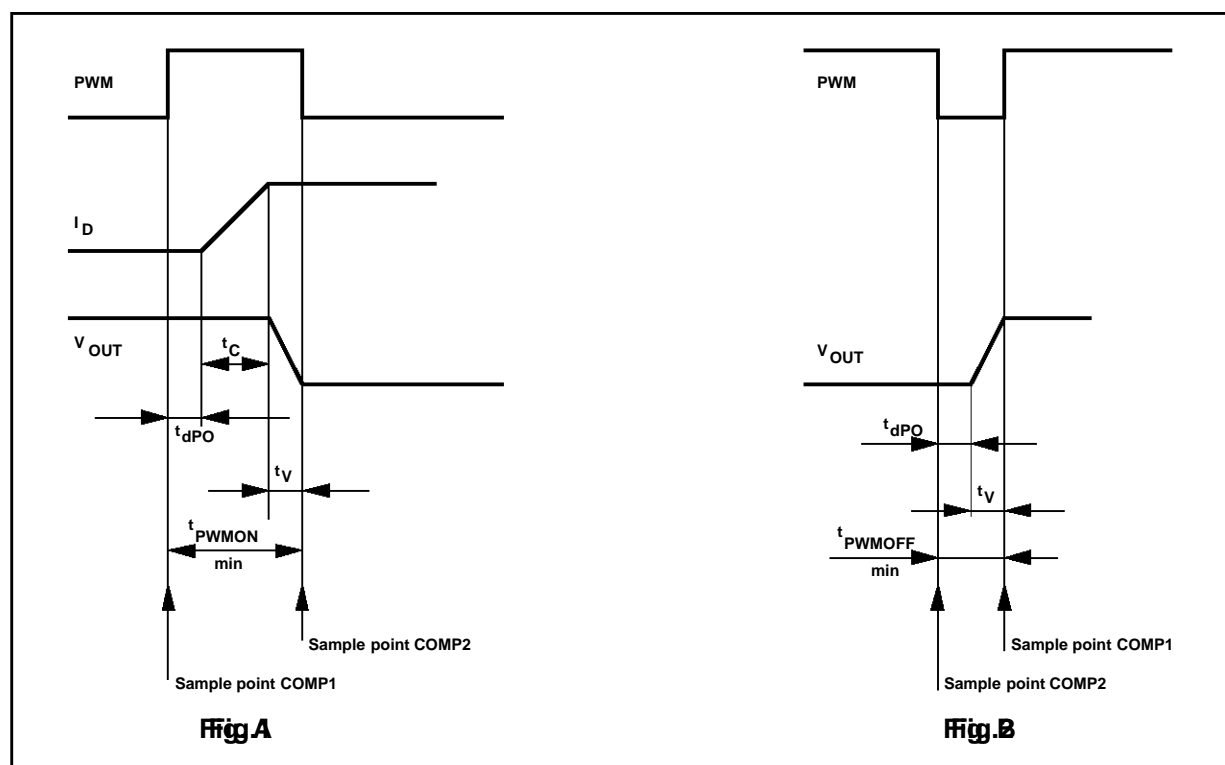 PWM
I D
V OUT
t C
t dPO
t V
t PWMON
min
Sample point COMP2
Sample point COMP1
PWM
V OUT
t dPO
t V
t PWMOFF
min
Sample point COMP1
Sample point COMP2